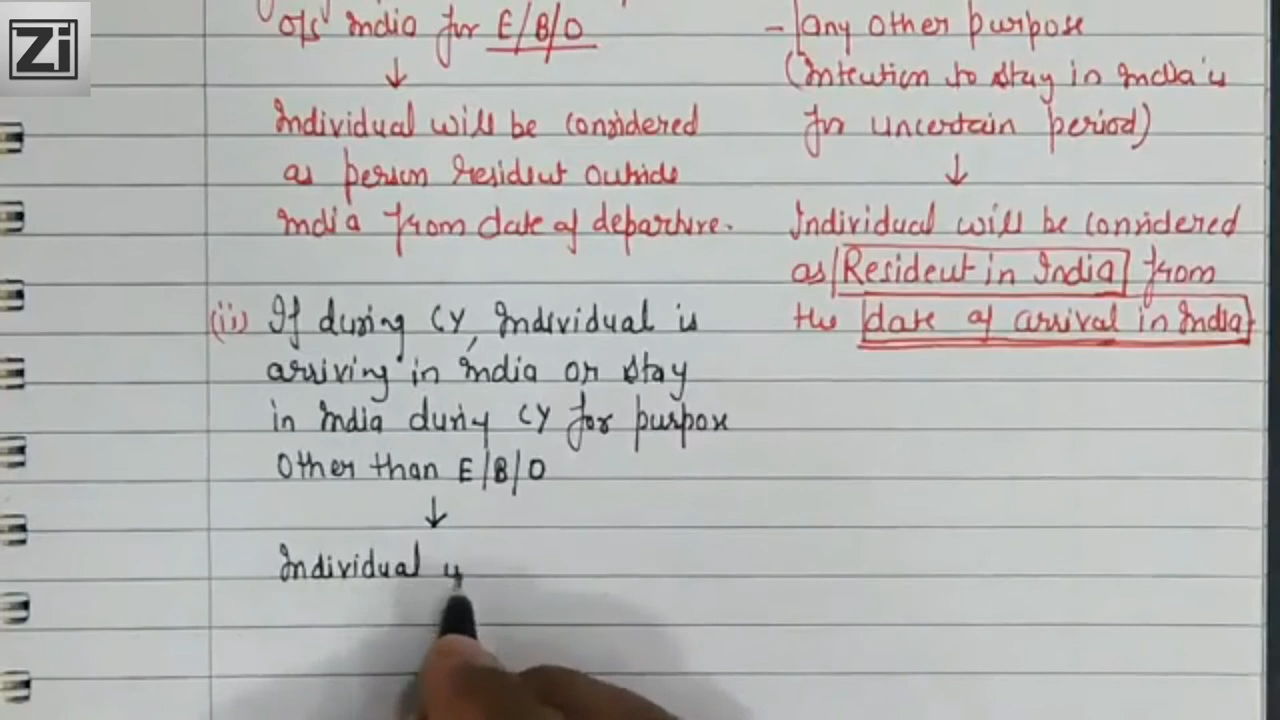 Zi
o/s India for E/B/O
↓
Individual will be considered
as person resident outside
India from date of departure.
(ii) If during CY, Individual is
arriving in India or stay
in India during CY for purpose
Other than E/B/O
↓
Individual
- any other purpose
(Intention to stay in India is
for uncertain period)
↓
Individual will be considered
as Resident in India from
the date of arrival in India